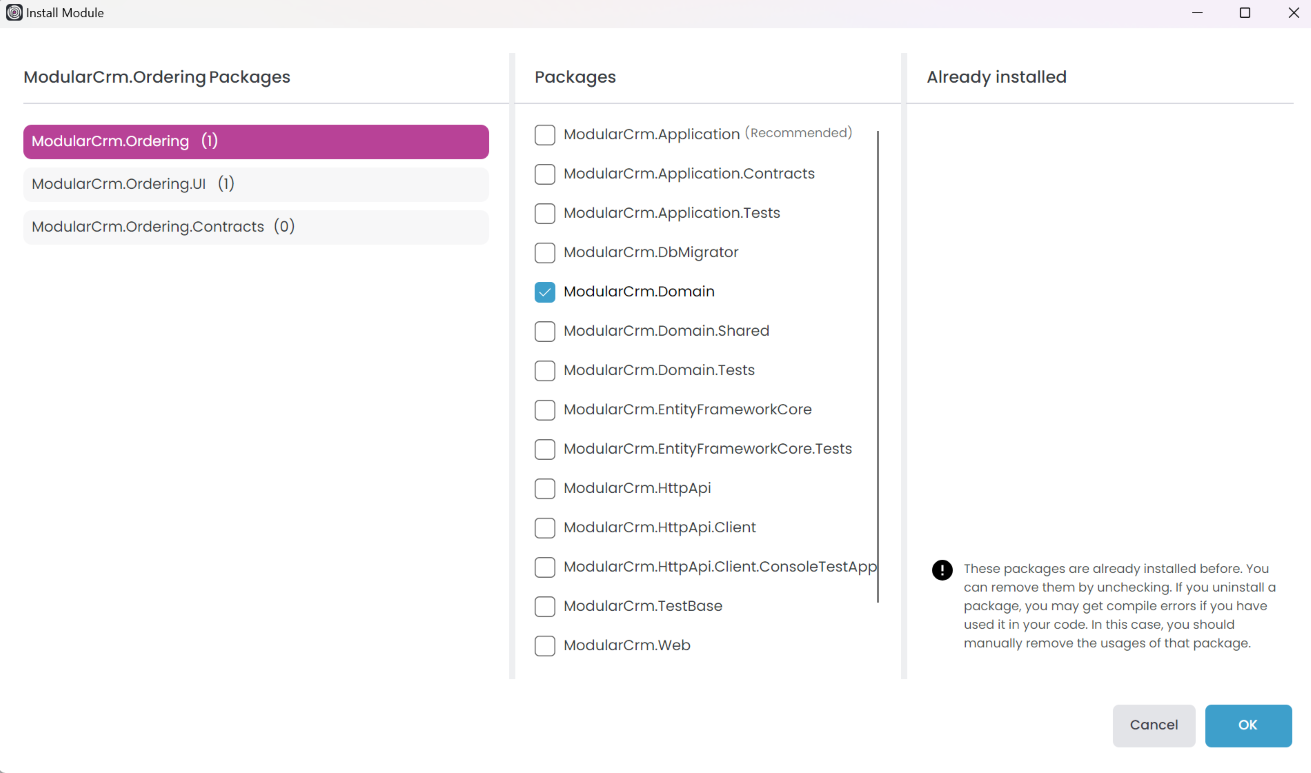 Install Module
ModularCrm.Ordering Packages
ModularCrm.Ordering (1)
ModularCrm.Ordering.UI (1)
ModularCrm.Ordering.Contracts (0)
Packages
ModularCrm.Application (Recommended)
ModularCrm.Application.Contracts
ModularCrm.Application.Tests
ModularCrm.DbMigrator
ModularCrm.Domain
ModularCrm.Domain.Shared
ModularCrm.Domain.Tests
ModularCrm.EntityFrameworkCore
ModularCrm.EntityFrameworkCore.Tests
ModularCrm.HttpApi
ModularCrm.HttpApi.Client
ModularCrm.HttpApi.Client.ConsoleTestApp
ModularCrm.TestBase
ModularCrm.Web
Already installed
These packages are already installed before. You
can remove them by unchecking. If you uninstall a
package, you may get compile errors if you have
used it in your code. In this case, you should
manually remove the usages of that package.
Cancel
OK